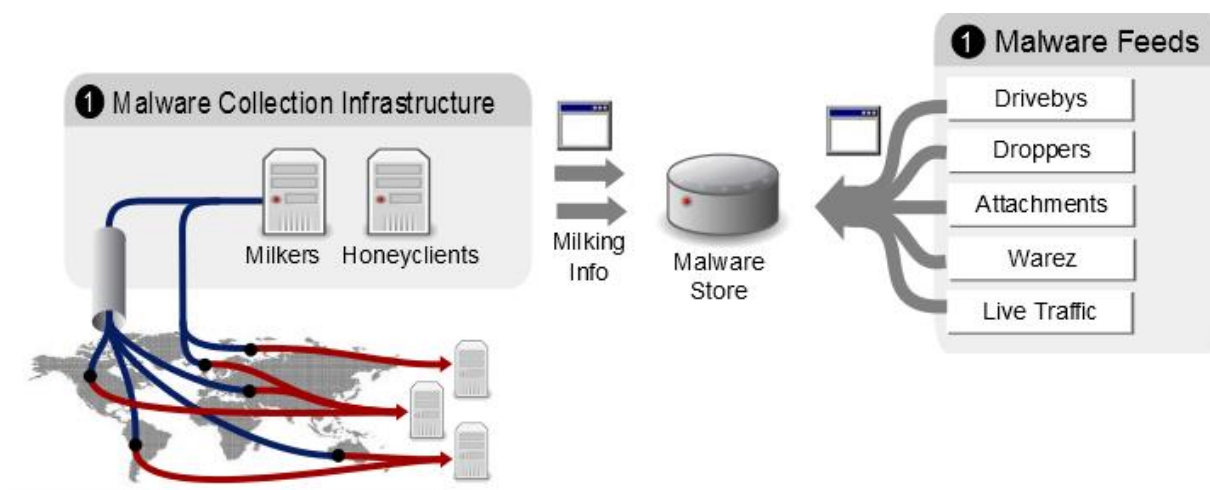 1 Malware Feeds
1 Malware Collection Infrastructure
Drivebys
Droppers
Attachments
Warez
Live Traffic
Milkers
Honeyclients
Milking
Info
Malware
Store